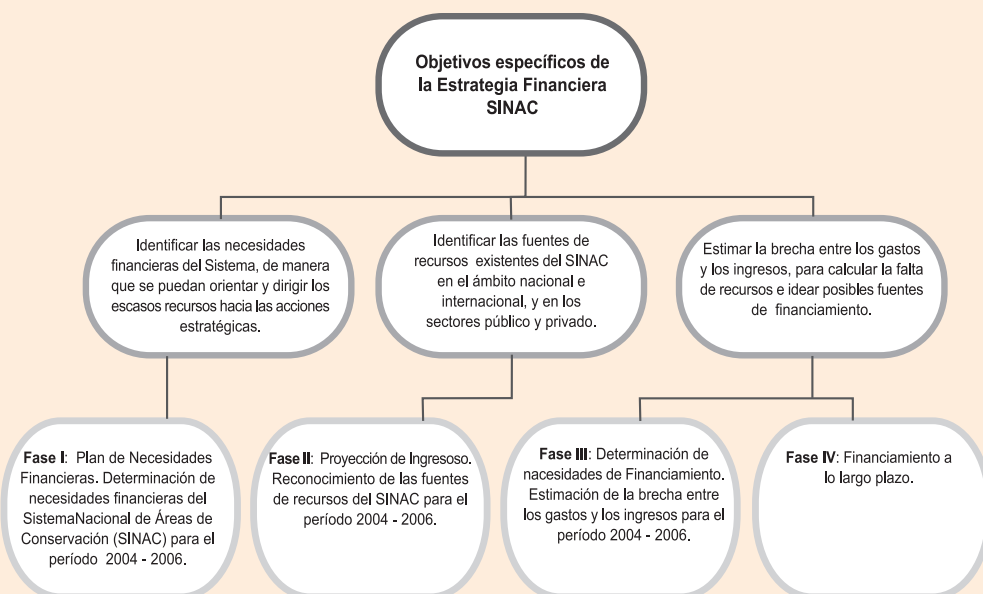 Objetivos específicos de
la Estrategia Financiera
SINAC
Identificar las necesidades
financieras del Sistema, de manera
que se puedan orientar y dirigir los
escasos recursos hacia las acciones
estratégicas.
Identificar las fuentes de
recursos existentes del SINAC
en el ámbito nacional e
internacional, y en los
sectores público y privado.
Estimar la brecha entre los gastos
y los ingresos, para calcular la falta
de recursos e idear posibles fuentes
de financiamiento.
Fase I: Plan de Necesidades
Financieras. Determinación de
necesidades financieras del
SistemaNacional de Áreas de
Conservación (SINAC) para el
período 2004 - 2006.
Fase II: Proyección de Ingresoso.
Reconocimiento de las fuentes
de recursos del SINAC para el
período 2004 - 2006.
Fase III: Determinación de
nacesidades de Financiamiento.
Estimación de la brecha entre
los gastos y los ingresos para el
período 2004 - 2006.
Fase IV: Financiamiento a
lo largo plazo.